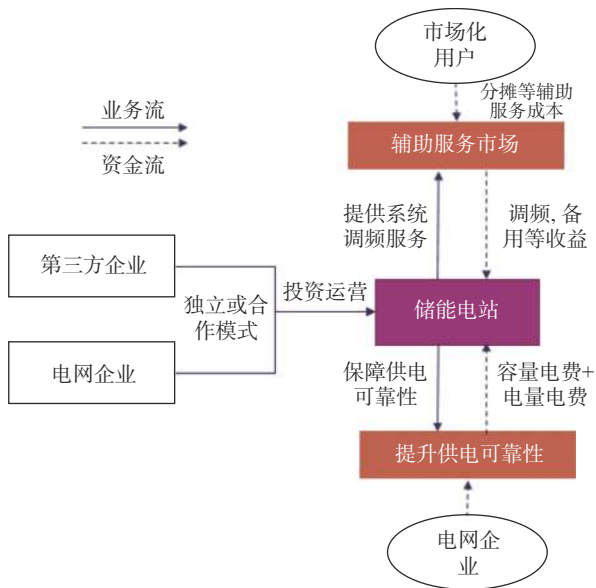 市场化
用户
分摊等辅助
服务成本
业务流
资金流
辅助服务市场
提供系统
调频服务
调频, 备
用等收益
第三方企业
独立或合
作模式
投资运营
储能电站
电网企业
保障供电
可靠性
容量电费+
电量电费
提升供电可靠性
电网企
业